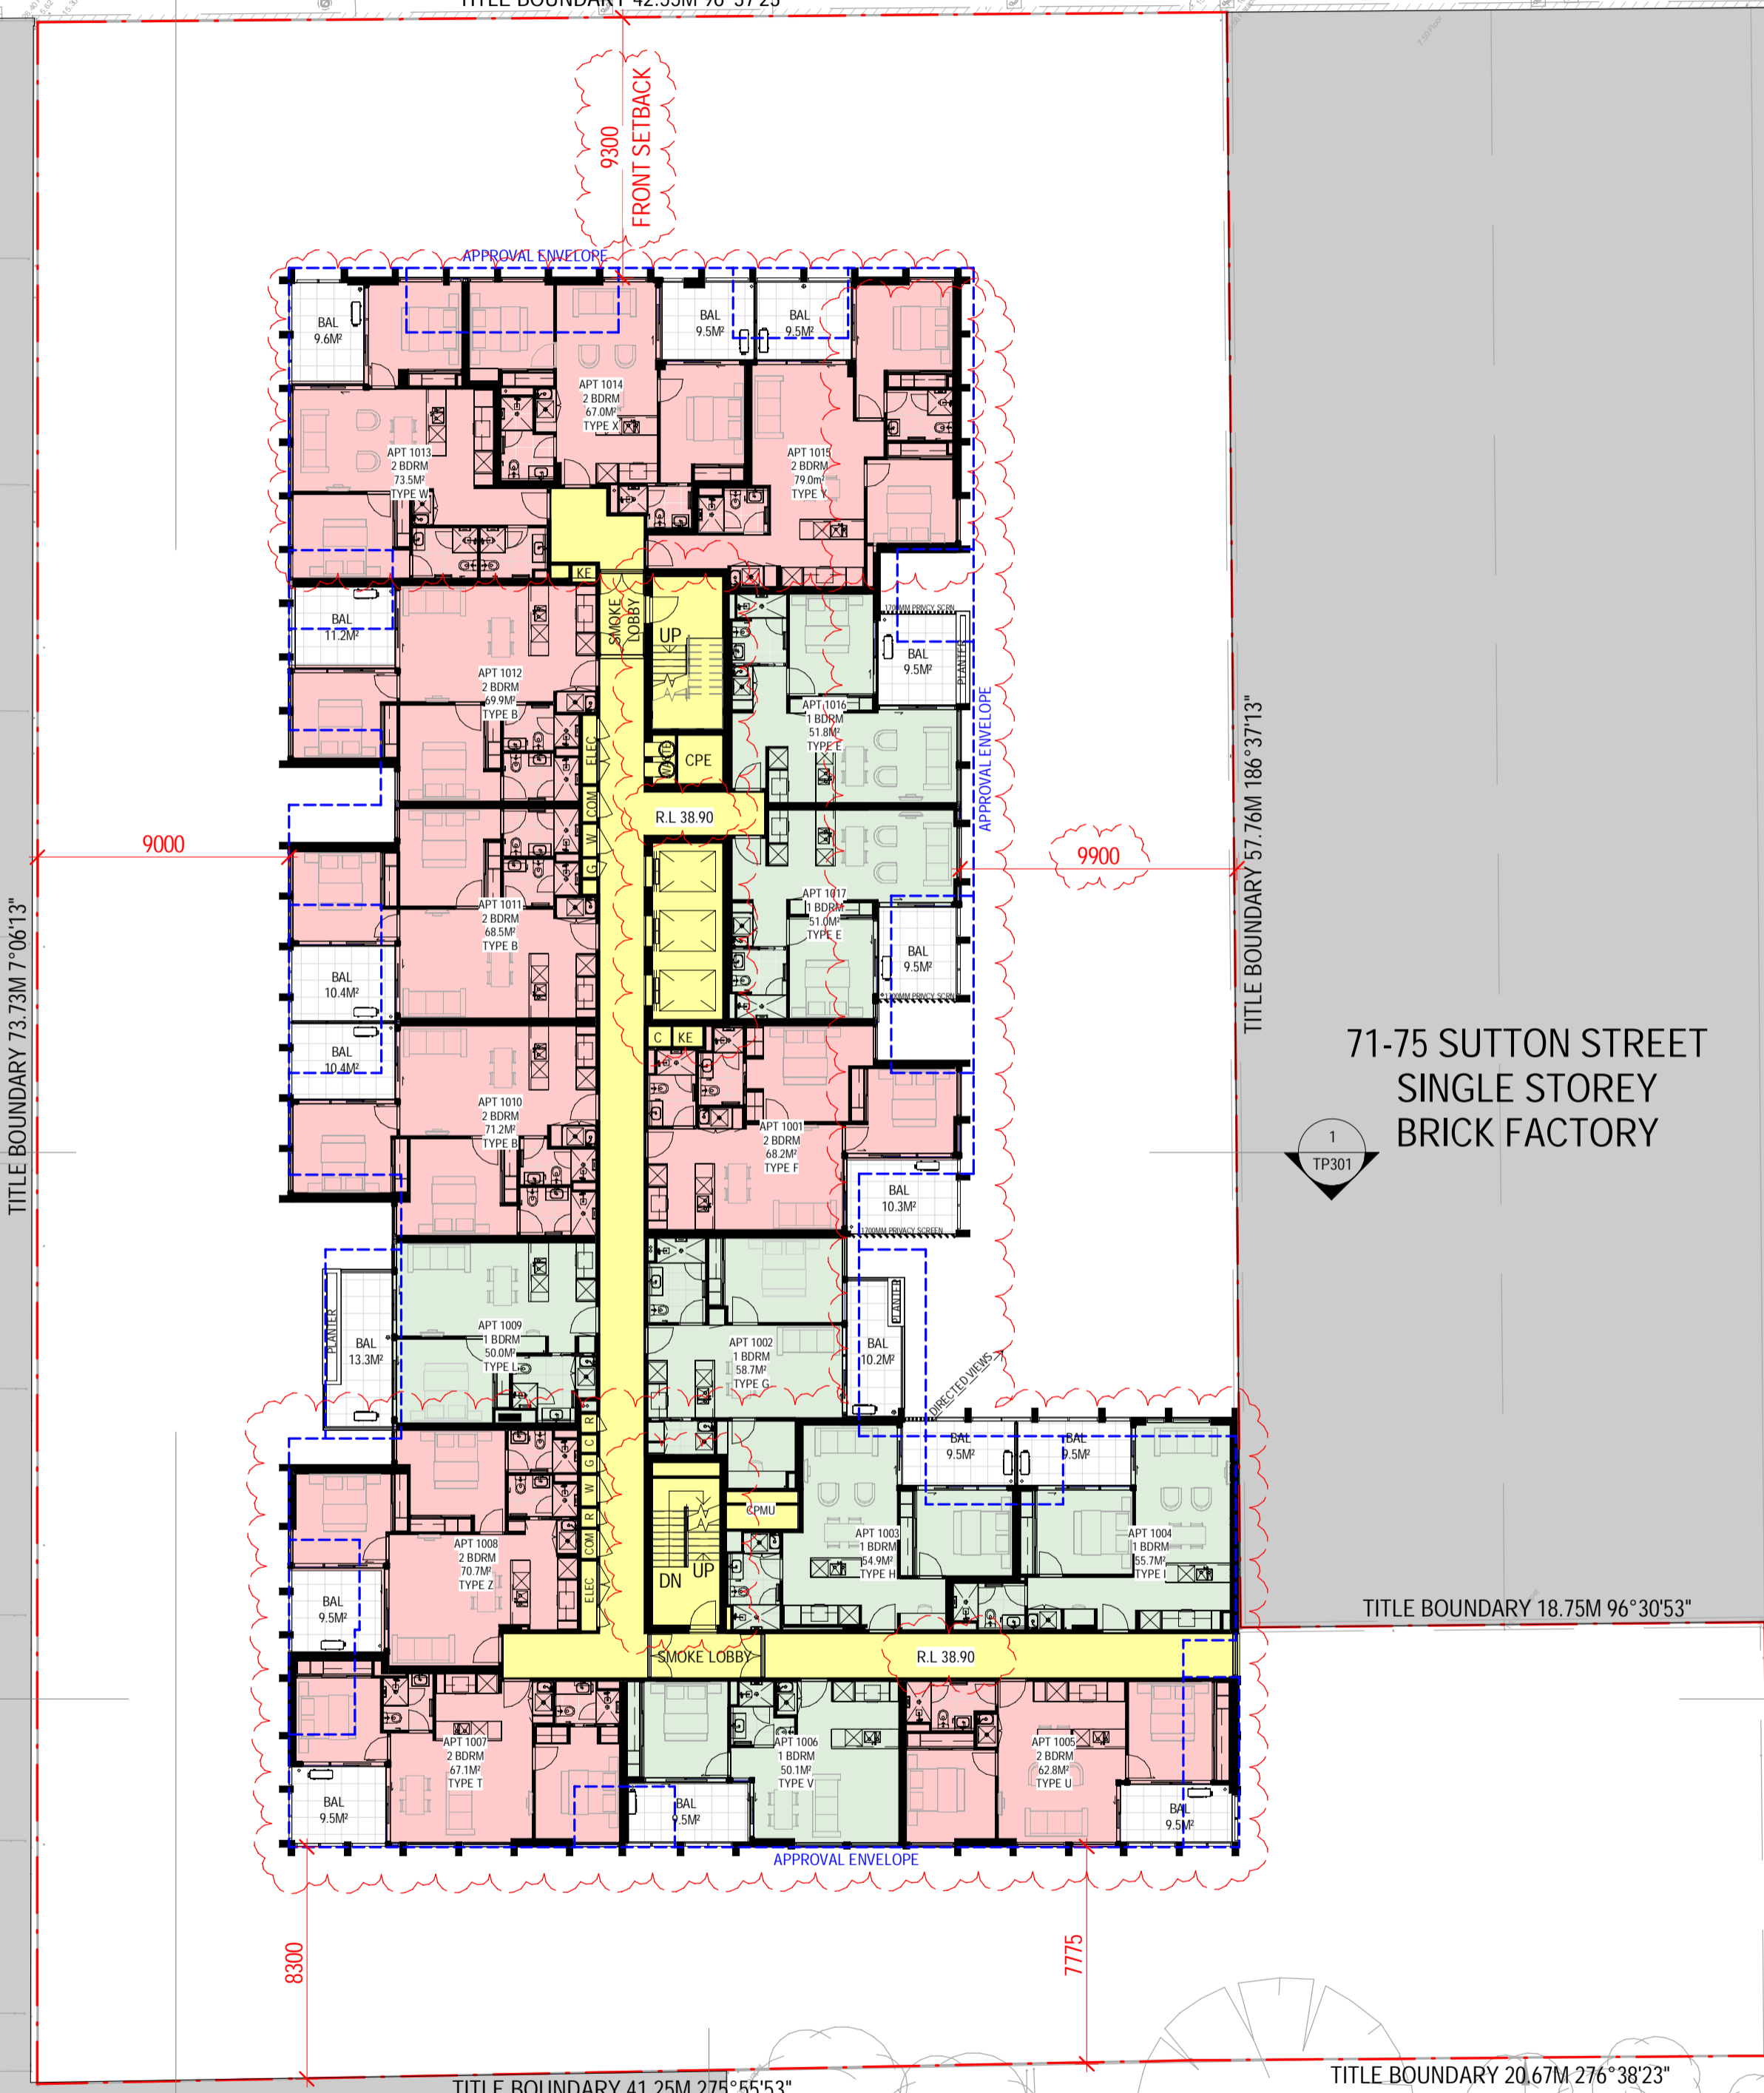 TITLE BOUNDARY 42.55M 96°37'23"
9300
FRONT SETBACK
APPROVAL ENVELOPE
BAL
9.6M²
BAL
9.5M²
BAL
9.5M²
APT 1014
2 BDRM
67.0M²
TYPE X
APT 1013
2 BDRM
73.5M²
TYPE W
APT 1015
2 BDRM
79.0m²
TYPE Y
KE
SMOKE
LOBBY
UP
BAL
11.2M²
1700MM PRIVCY SCRN
BAL
9.5M²
PLANTER
APT 1012
2 BDRM
69.9M²
TYPE B
APT 1016
1 BDRM
51.8M²
TYPE E
ELEC
WASTE
CPE
COM
R.L 38.90
W
G
APPROVAL ENVELOPE
TITLE BOUNDARY 57.76M 186°37'13"
9000
9900
TITLE BOUNDARY 73.73M 7°06'13"
APT 1011
2 BDRM
68.5M²
TYPE B
APT 1017
1 BDRM
51.0M²
TYPE E
BAL
9.5M²
1700MM PRIVCY SCRN
BAL
10.4M²
BAL
10.4M²
C
KE
71-75 SUTTON STREET
SINGLE STOREY
BRICK FACTORY
1
TP301
APT 1010
2 BDRM
71.2M²
TYPE B
APT 1001
2 BDRM
68.2M²
TYPE F
BAL
10.3M²
1700MM PRIVACY SCREEN
PLANTER
BAL
13.3M²
APT 1009
1 BDRM
50.0M²
TYPE L
APT 1002
1 BDRM
58.7M²
TYPE G
PLANTER
BAL
10.2M²
DIRECTED VIEWS
R
C
G
W
R
COM
ELEC
BAL
9.5M²
BAL
9.5M²
CPMU
APT 1008
2 BDRM
70.7M²
TYPE Z
DN
UP
APT 1003
1 BDRM
54.9M²
TYPE H
APT 1004
1 BDRM
55.7M²
TYPE I
BAL
9.5M²
TITLE BOUNDARY 18.75M 96°30'53"
SMOKE LOBBY
R.L 38.90
APT 1007
2 BDRM
67.1M²
TYPE T
APT 1006
1 BDRM
50.1M²
TYPE V
APT 1005
2 BDRM
62.8M²
TYPE U
BAL
9.5M²
BAL
9.5M²
BAL
9.5M²
APPROVAL ENVELOPE
8300
7775
TITLE BOUNDARY 41.25M 275°55'53"
TITLE BOUNDARY 20.67M 276°38'23"